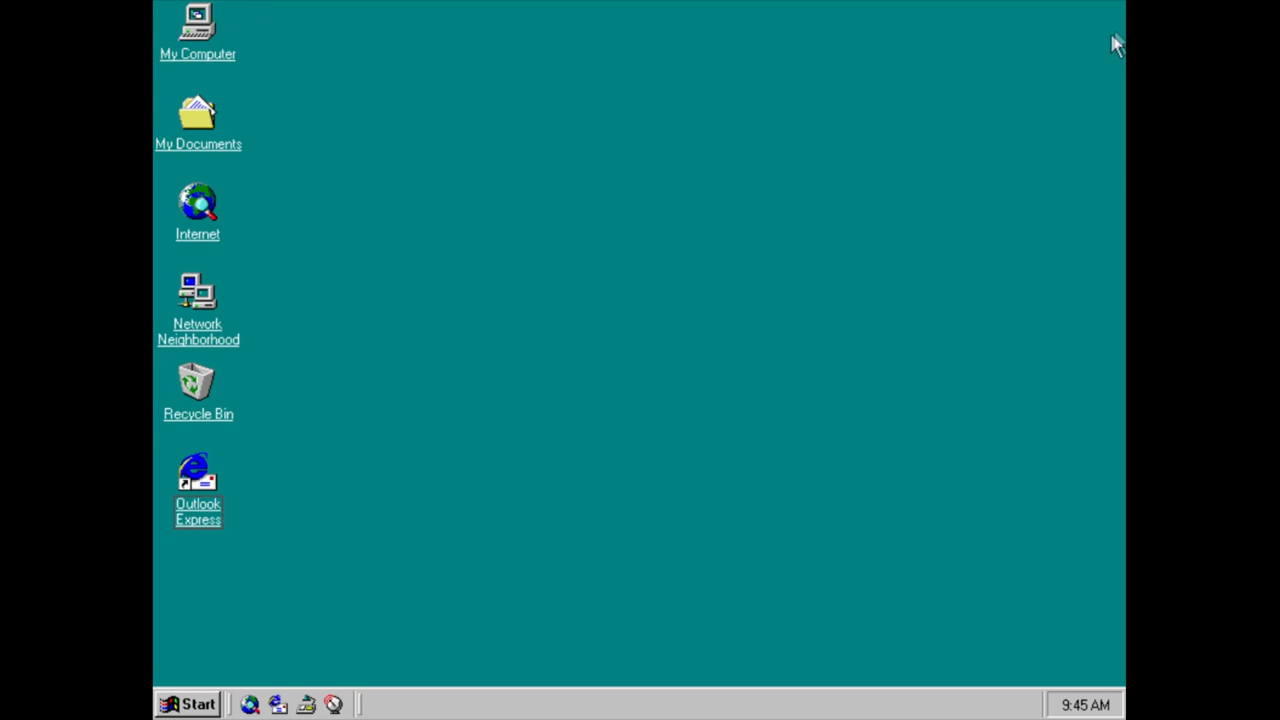 My Computer
My Documents
Internet
Network
Neighborhood
Recycle Bin
Outlook
Express
Start
9:45 AM